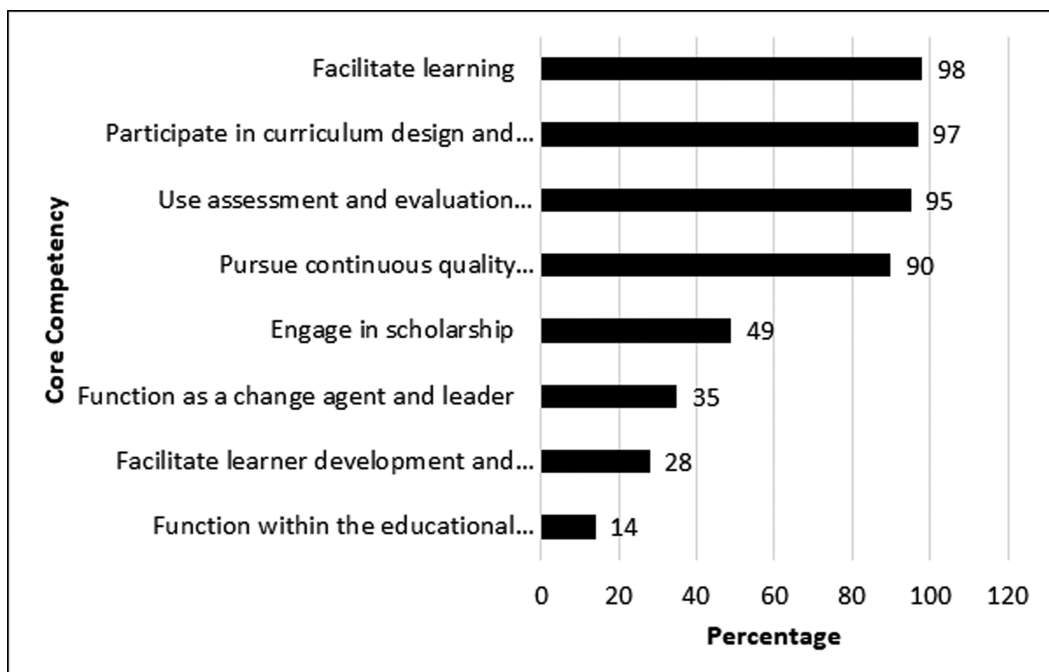 Facilitate learning 98
Participate in curriculum design and... 97
Use assessment and evaluation... 95
Pursue continuous quality... 90
Engage in scholarship 49
Function as a change agent and leader 35
Facilitate learner development and... 28
Function within the educational... 14
Core Competency
0 20 40 60 80 100 120
Percentage